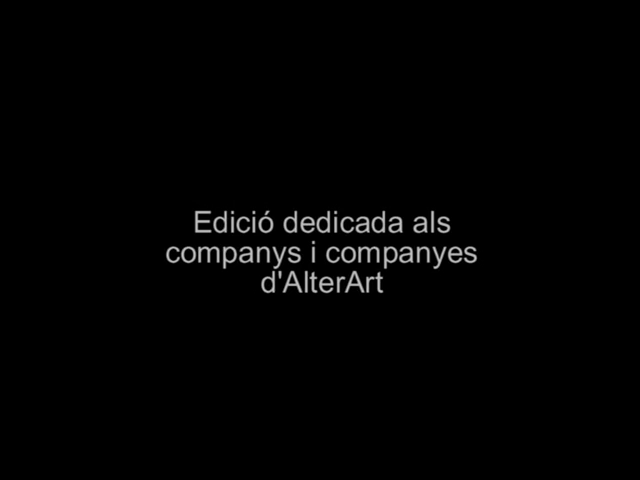 Edició dedicada als
companys i companyes
d'AlterArt